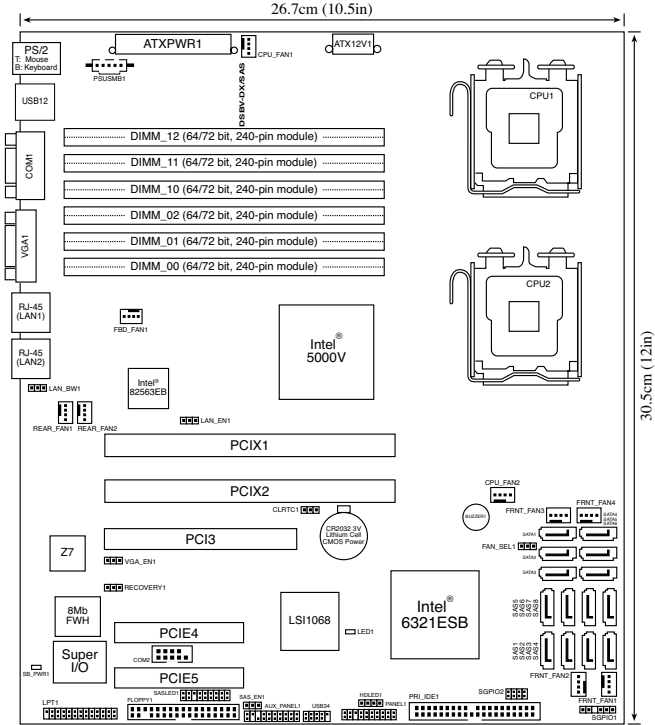 26.7cm (10.5in)
PS/2
T: Mouse
B: Keyboard
ATXPWR1
PSUSMB1
CPU_FAN1
ATX12V1
DSBV-DX/SAS
USB12
CPU1
COM1
DIMM_12 (64/72 bit, 240-pin module)
DIMM_11 (64/72 bit, 240-pin module)
DIMM_10 (64/72 bit, 240-pin module)
DIMM_02 (64/72 bit, 240-pin module)
DIMM_01 (64/72 bit, 240-pin module)
DIMM_00 (64/72 bit, 240-pin module)
VGA1
CPU2
RJ-45
(LAN1)
RJ-45
(LAN2)
FBD_FAN1
Intel®
5000V
30.5cm (12in)
LAN_BW1
Intel®
82563EB
REAR_FAN1
REAR_FAN2
LAN_EN1
PCIX1
PCIX2
CLRTC1
CPU_FAN2
BUZZER1
FRNT_FAN3
FRNT_FAN4
SATA4
SATA5
SATA6
SATA1
SATA2
SATA3
FAN_SEL1
PCI3
CR2032 3V
Lithium Cell
CMOS Power
Z7
VGA_EN1
RECOVERY1
8Mb
FWH
LSI1068
LED1
Intel®
6321ESB
SAS5
SAS6
SAS7
SAS8
SAS1
SAS2
SAS3
SAS4
PCIE4
COM2
Super
I/O
SB_PWR1
PCIE5
SASLED1
LPT1
FLOPPY1
SAS_EN1
AUX_PANEL1
USB34
HDLED1
PANEL1
PRI_IDE1
SGPIO2
FRNT_FAN2
FRNT_FAN1
SGPIO1